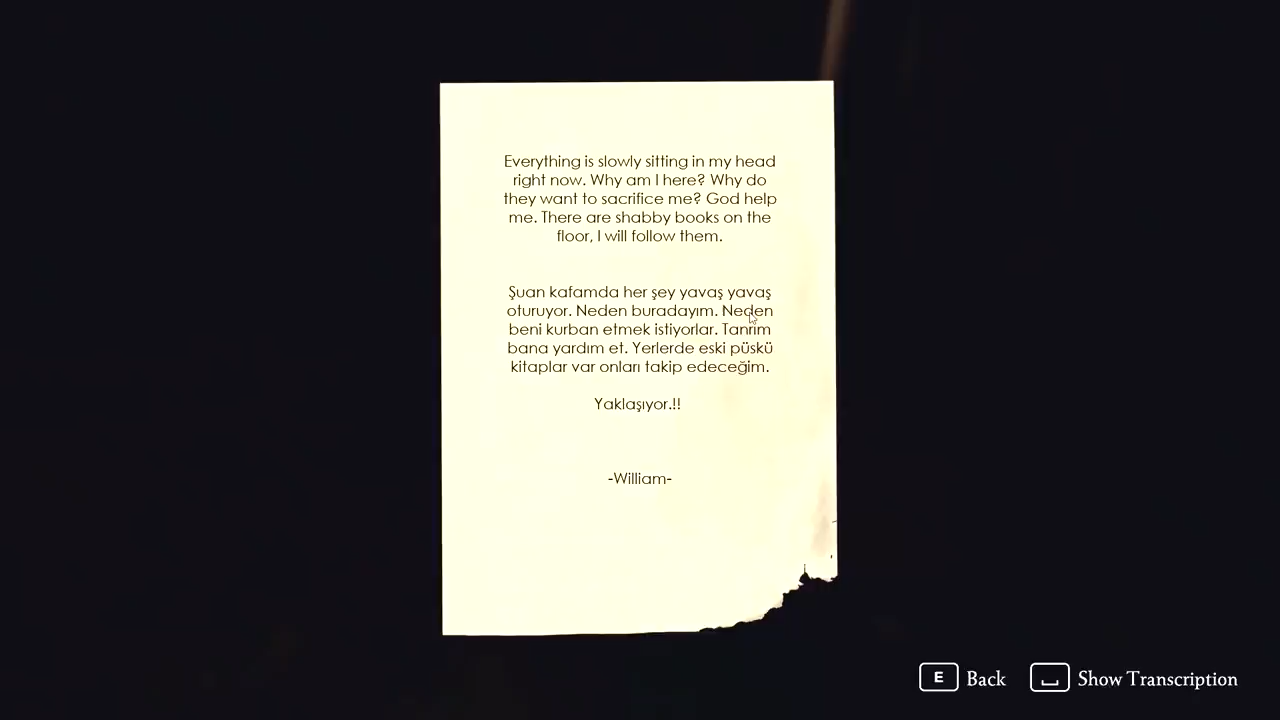 Everything is slowly sitting in my head
right now. Why am I here? Why do
they want to sacrifice me? God help
me. There are shabby books on the
floor, I will follow them.
Şuan kafamda her şey yavaş yavaş
oturuyor. Neden buradayım. Neden
beni kurban etmek istiyorlar. Tanrım
bana yardım et. Yerlerde eski püskü
kitaplar var onları takip edeceğim.
Yaklaşıyor.!!
-William-
E Back Show Transcription